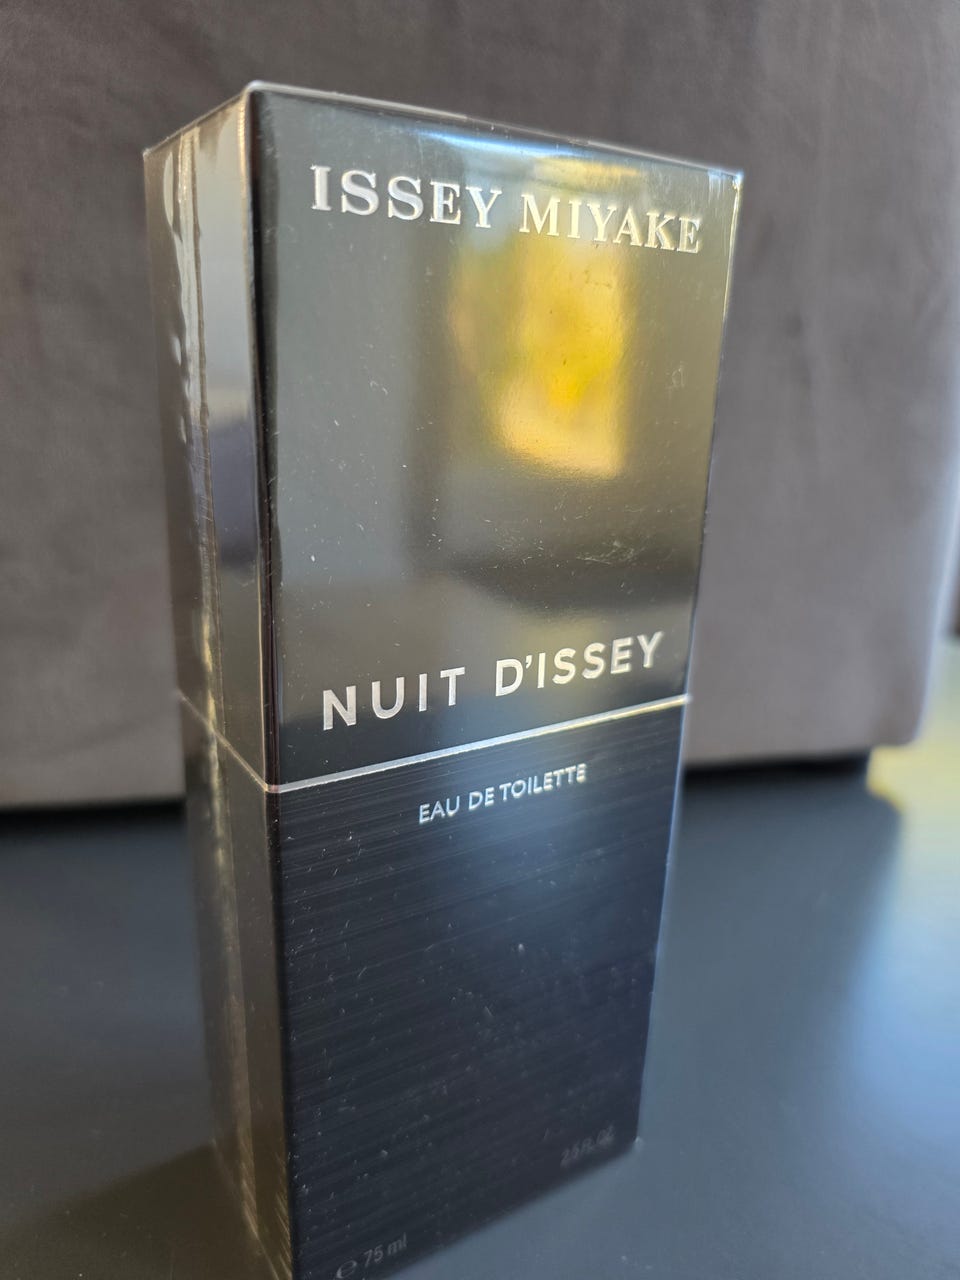 ISSEY MIYAKE
NUIT D'ISSEY
EAU DE TOILETTE
2.5 fl. oz
℮ 75 ml